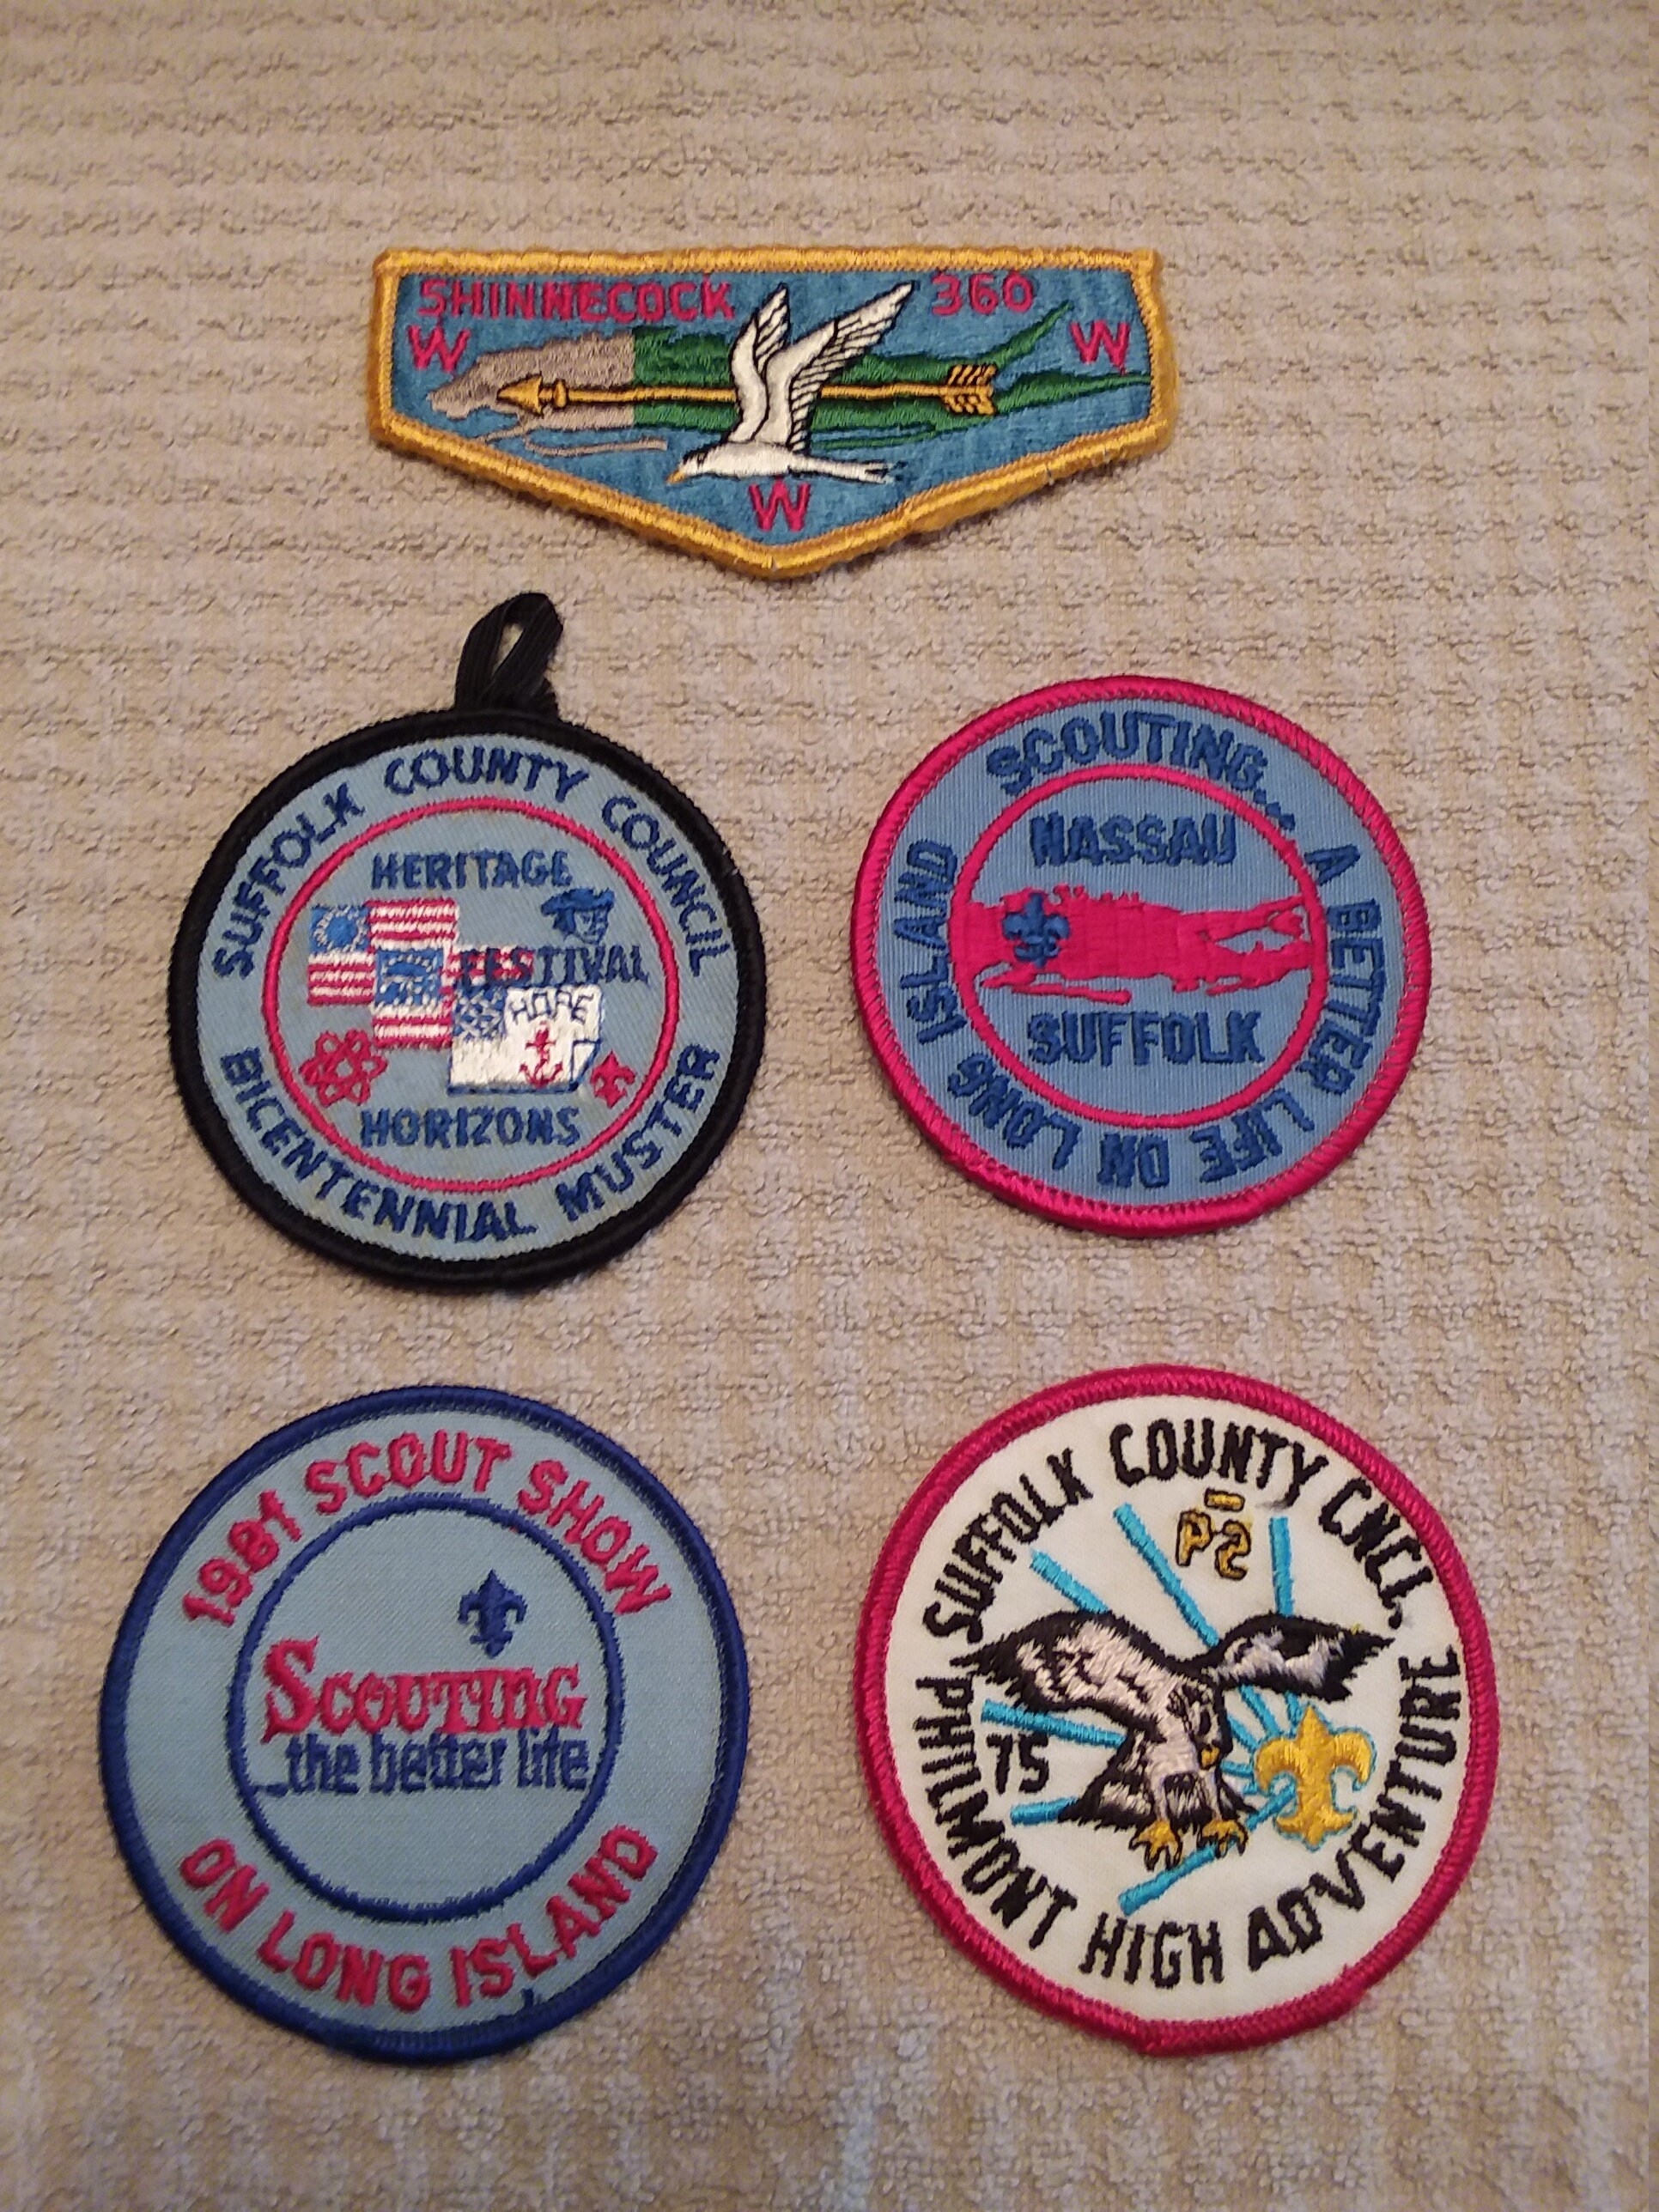 SHINNECOCK 360
W W
W
SUFFOLK COUNTY COUNCIL
HERITAGE
FESTIVAL
HOPE
HORIZONS
BICENTENNIAL MUSTER
SCOUTING... A BETTER LIFE ON LONG ISLAND
NASSAU
SUFFOLK
1981 SCOUT SHOW
SCOUTING
...the better life
ON LONG ISLAND
SUFFOLK COUNTY CNCL.
75
PHILMONT HIGH ADVENTURE